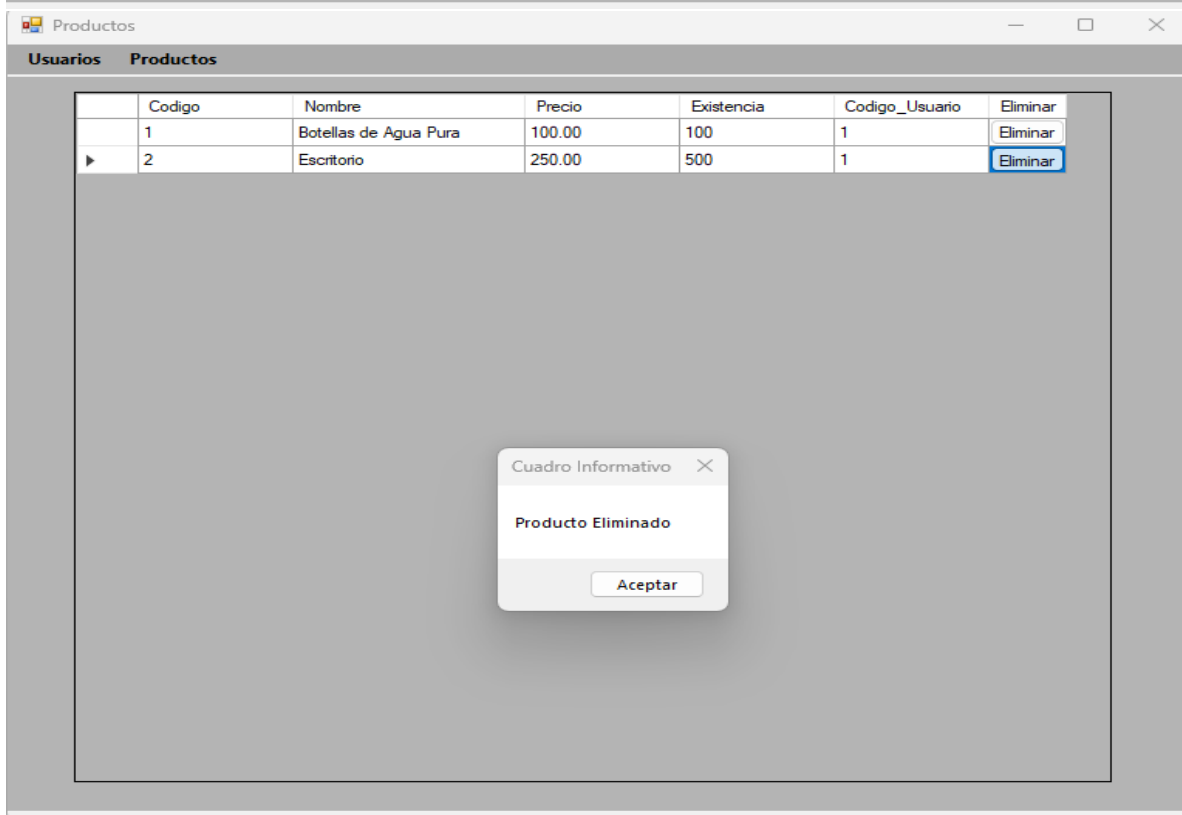 Productos
Usuarios Productos
Codigo Nombre Precio Existencia Codigo_Usuario Eliminar
1 Botellas de Agua Pura 100.00 100 1 Eliminar
2 Escritorio 250.00 500 1 Eliminar
Cuadro Informativo
Producto Eliminado
Aceptar